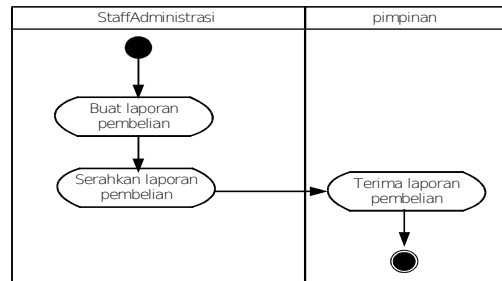 StaffAdministrasi
pimpinan
Buat laporan
pembelian
Serahkan laporan
pembelian
Terima laporan
pembelian